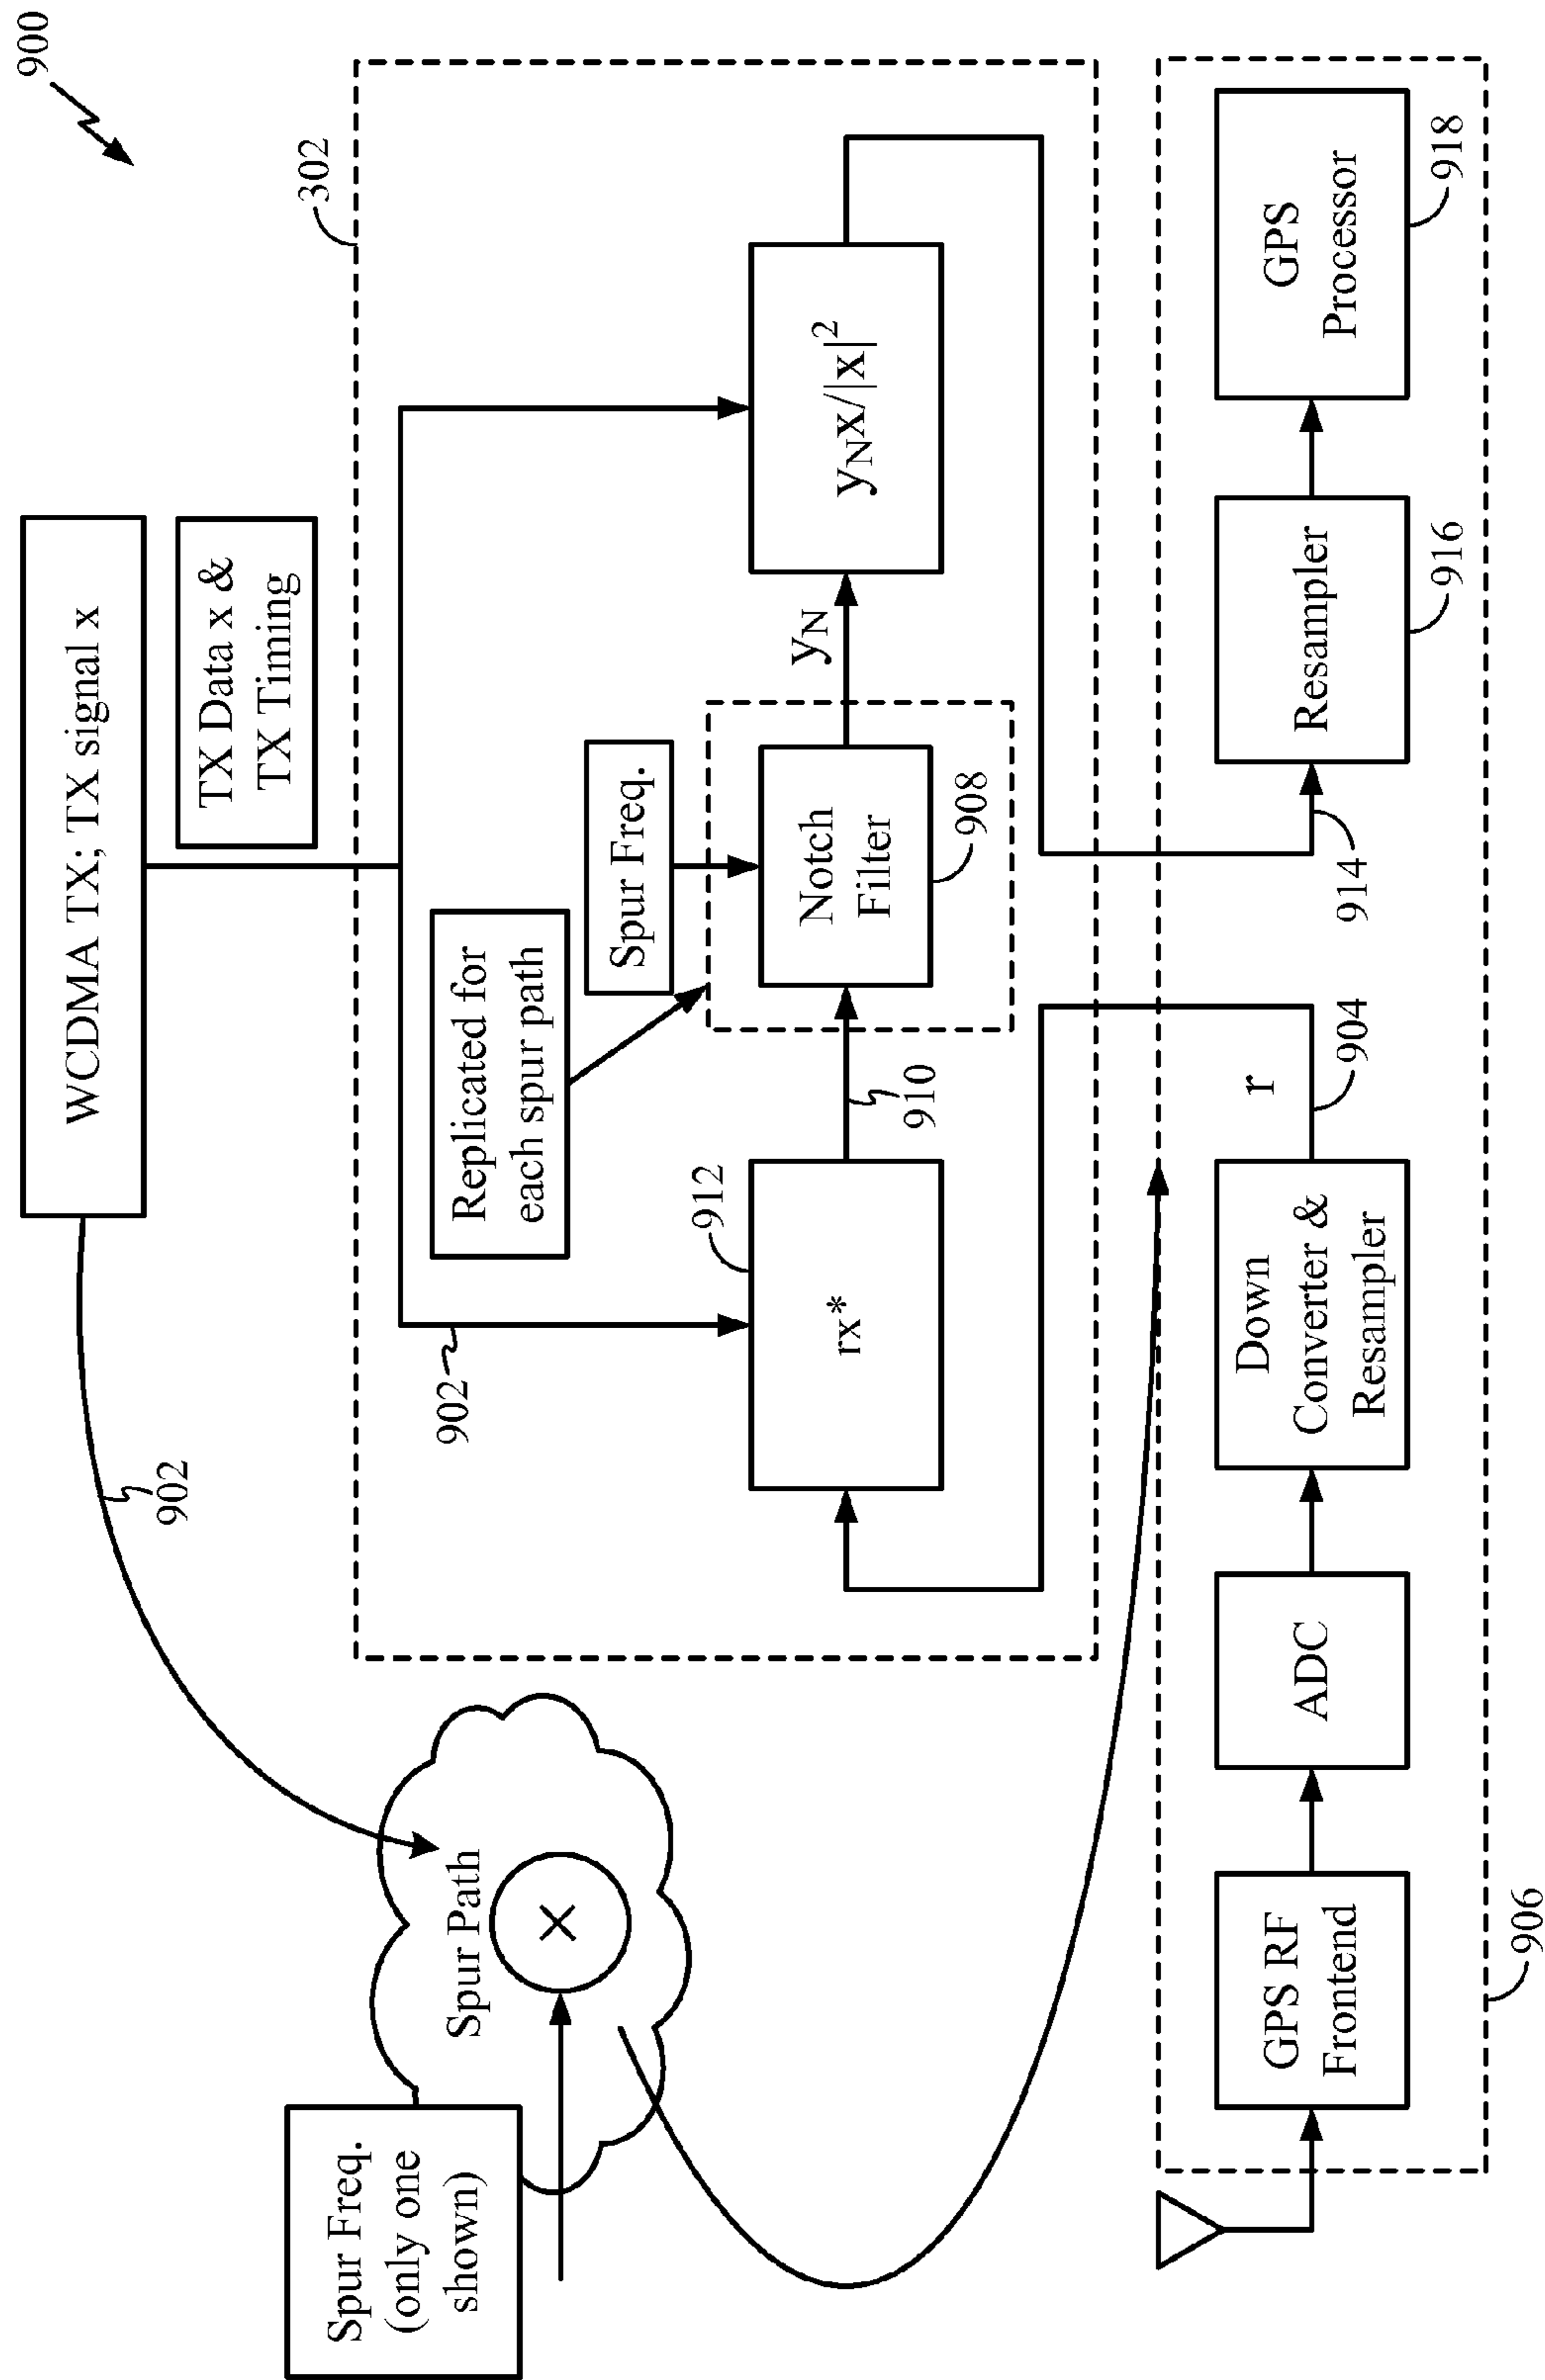 900
WCDMA TX; TX signal x
TX Data x &
TX Timing
902
302
902
Replicated for
each spur path
Spur Freq.
912
rx*
910
Notch
Filter
908
yN
yNx/|x|²
Spur Freq.
(only one
shown)
Spur Path
×
GPS RF
Frontend
ADC
Down
Converter &
Resampler
r
904
914
Resampler
916
GPS
Processor
918
906